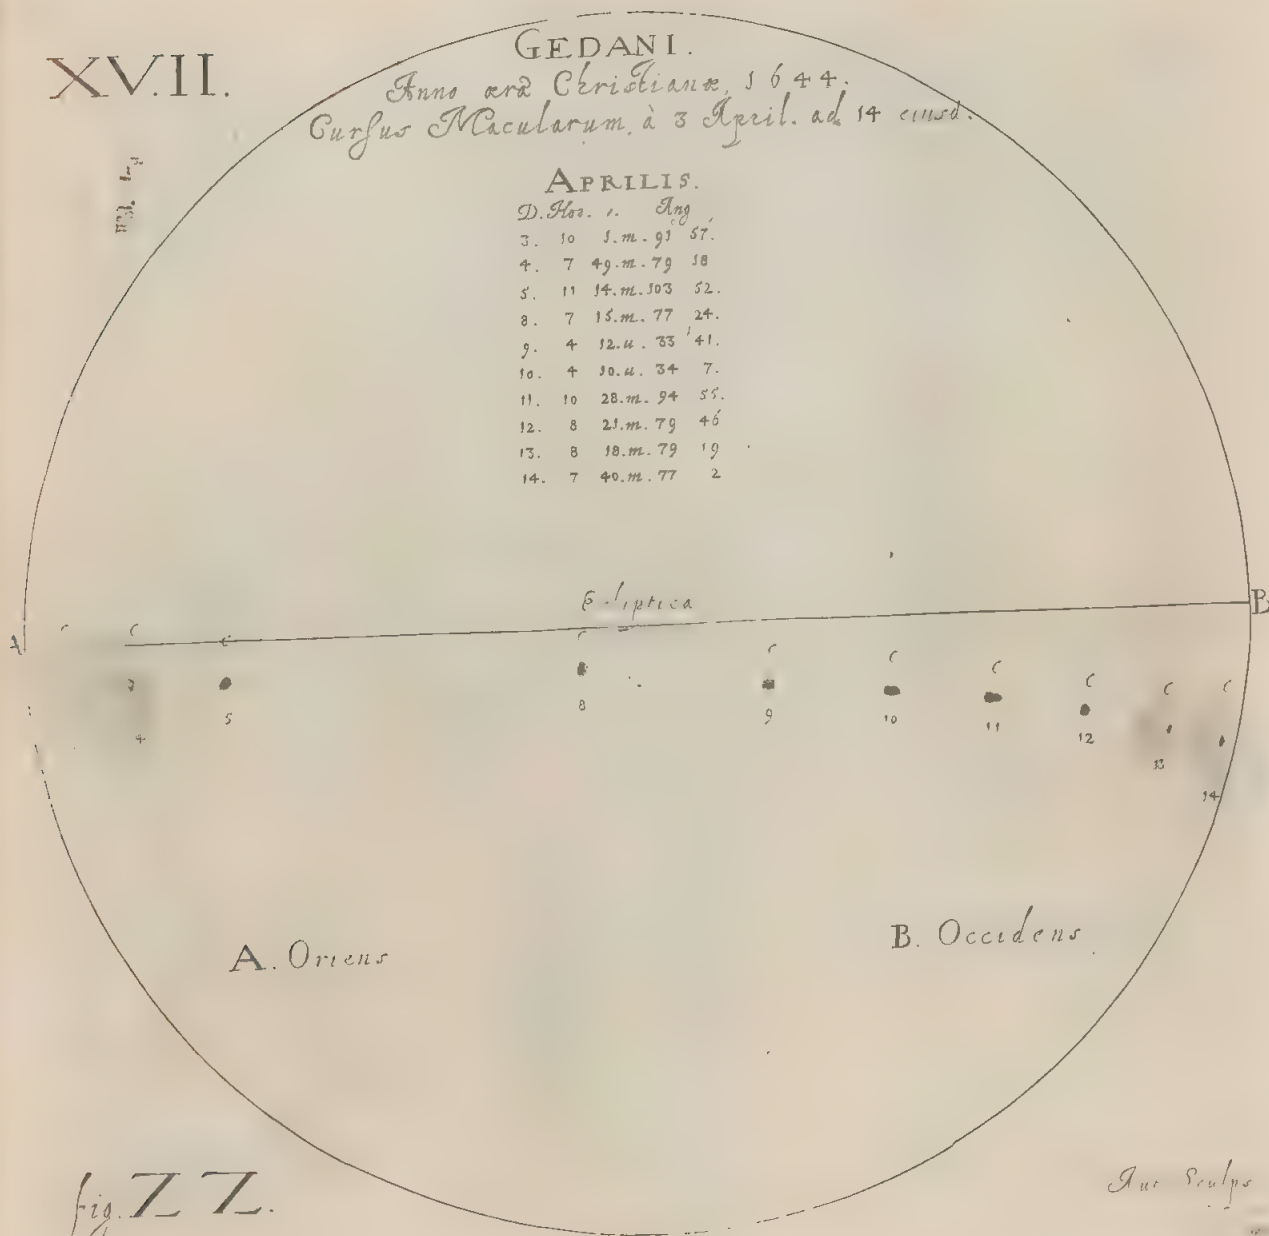 XVII.
GEDANI.
Anno æræ Christianæ, 1644.
Cursus Macularum, à 3 April. ad 14 eiusd.
APRILIS.
D. Hor. ,. Ang
3. 10 1.m. 91 57.
4. 7 49.m. 79 18
5. 11 14.m. 103 52.
8. 7 15.m. 77 24.
9. 4 12.u. 33 41.
10. 4 10.u. 34 7.
11. 10 28.m. 94 55.
12. 8 21.m. 79 46
13. 8 18.m. 79 19
14. 7 40.m. 77 2
A
B
c c c c c c c c c c
4 5 8 9 10 11 12 13 14
A. Oriens
B. Occidens
fig. ZZ.
Aut Sculps